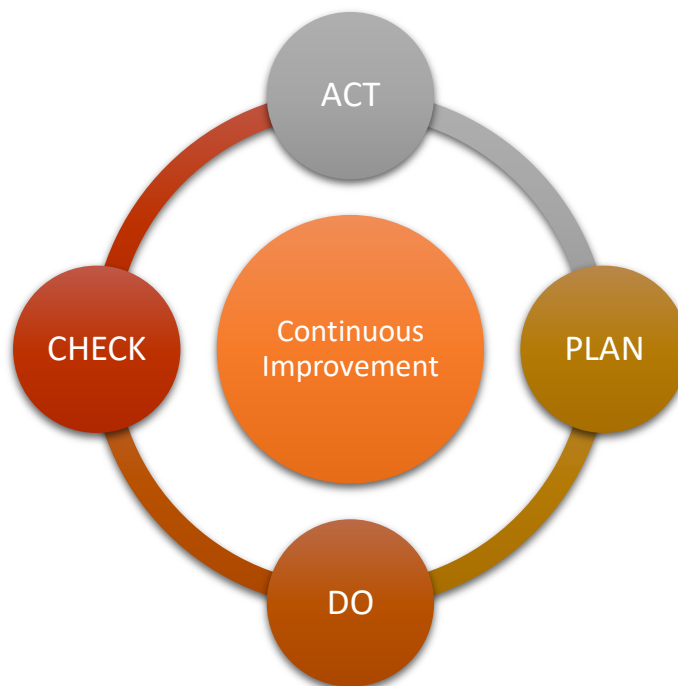 ACT
CHECK
Continuous
Improvement
PLAN
DO